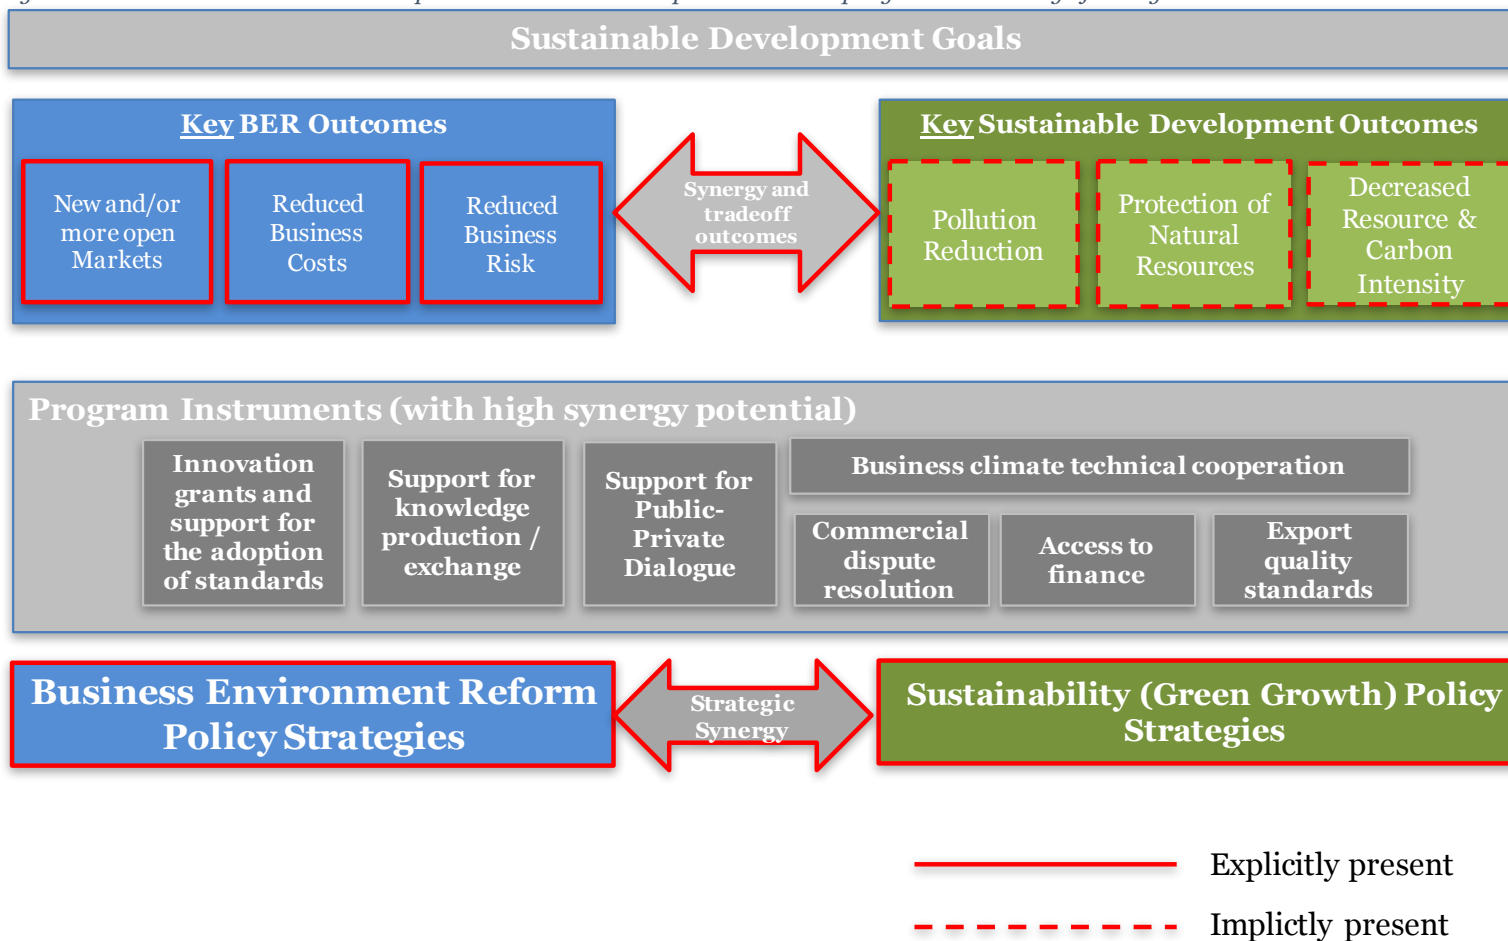 Sustainable Development Goals
Key BER Outcomes
New and/or
more open
Markets
Reduced
Business
Costs
Reduced
Business
Risk
Synergy and
tradeoff
outcomes
Key Sustainable Development Outcomes
Pollution
Reduction
Protection of
Natural
Resources
Decreased
Resource &
Carbon
Intensity
Program Instruments (with high synergy potential)
Innovation
grants and
support for
the adoption
of standards
Support for
knowledge
production /
exchange
Support for
Public-
Private
Dialogue
Business climate technical cooperation
Commercial
dispute
resolution
Access to
finance
Export
quality
standards
Business Environment Reform
Policy Strategies
Strategic
Synergy
Sustainability (Green Growth) Policy
Strategies
Explicitly present
Implictly present